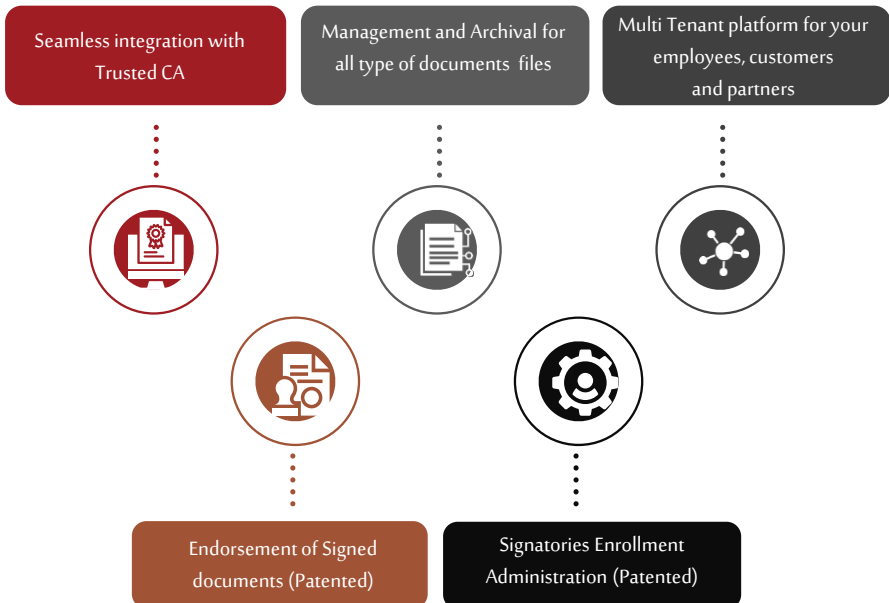 Seamless integration with
Trusted CA
Management and Archival for
all type of documents files
Multi Tenant platform for your
employees, customers
and partners
Endorsement of Signed
documents (Patented)
Signatories Enrollment
Administration (Patented)